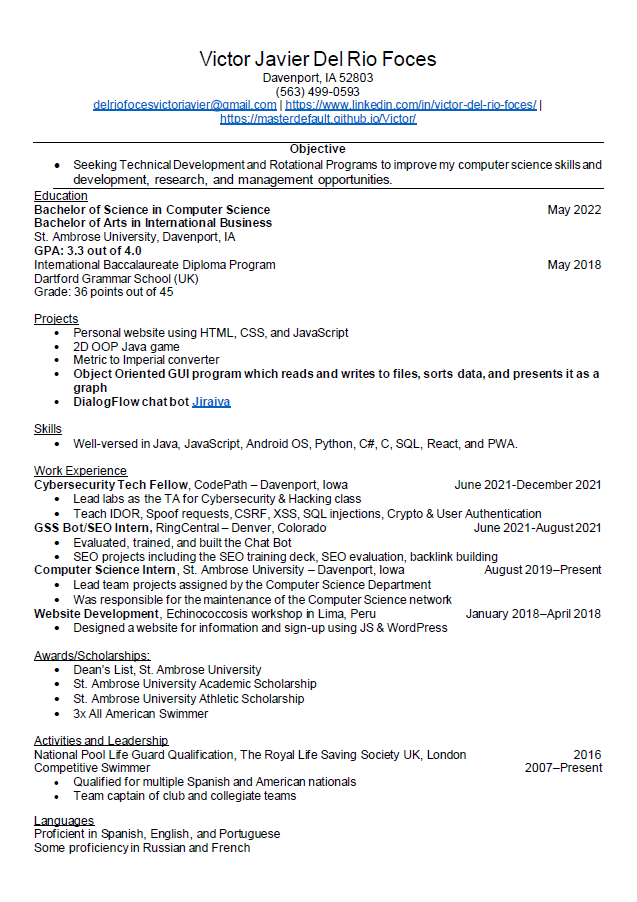 Victor Javier Del Rio Foces
Davenport, IA 52803
(563) 499-0593
delriofocesvictorjavier@gmail.com | https://www.linkedin.com/in/victor-del-rio-foces/ |
https://masterdefault.github.io/Victor/
Objective
• Seeking Technical Development and Rotational Programs to improve my computer science skills and
development, research, and management opportunities.
Education
Bachelor of Science in Computer Science May 2022
Bachelor of Arts in International Business
St. Ambrose University, Davenport, IA
GPA: 3.3 out of 4.0
International Baccalaureate Diploma Program May 2018
Dartford Grammar School (UK)
Grade: 36 points out of 45
Projects
• Personal website using HTML, CSS, and JavaScript
• 2D OOP Java game
• Metric to Imperial converter
• Object Oriented GUI program which reads and writes to files, sorts data, and presents it as a
graph
• DialogFlow chat bot Jiraiya
Skills
• Well-versed in Java, JavaScript, Android OS, Python, C#, C, SQL, React, and PWA.
Work Experience
Cybersecurity Tech Fellow, CodePath – Davenport, Iowa June 2021-December 2021
• Lead labs as the TA for Cybersecurity & Hacking class
• Teach IDOR, Spoof requests, CSRF, XSS, SQL injections, Crypto & User Authentication
GSS Bot/SEO Intern, RingCentral – Denver, Colorado June 2021-August 2021
• Evaluated, trained, and built the Chat Bot
• SEO projects including the SEO training deck, SEO evaluation, backlink building
Computer Science Intern, St. Ambrose University – Davenport, Iowa August 2019–Present
• Lead team projects assigned by the Computer Science Department
• Was responsible for the maintenance of the Computer Science network
Website Development, Echinococcosis workshop in Lima, Peru January 2018–April 2018
• Designed a website for information and sign-up using JS & WordPress
Awards/Scholarships:
• Dean's List, St. Ambrose University
• St. Ambrose University Academic Scholarship
• St. Ambrose University Athletic Scholarship
• 3x All American Swimmer
Activities and Leadership
National Pool Life Guard Qualification, The Royal Life Saving Society UK, London 2016
Competitive Swimmer 2007–Present
• Qualified for multiple Spanish and American nationals
• Team captain of club and collegiate teams
Languages
Proficient in Spanish, English, and Portuguese
Some proficiency in Russian and French